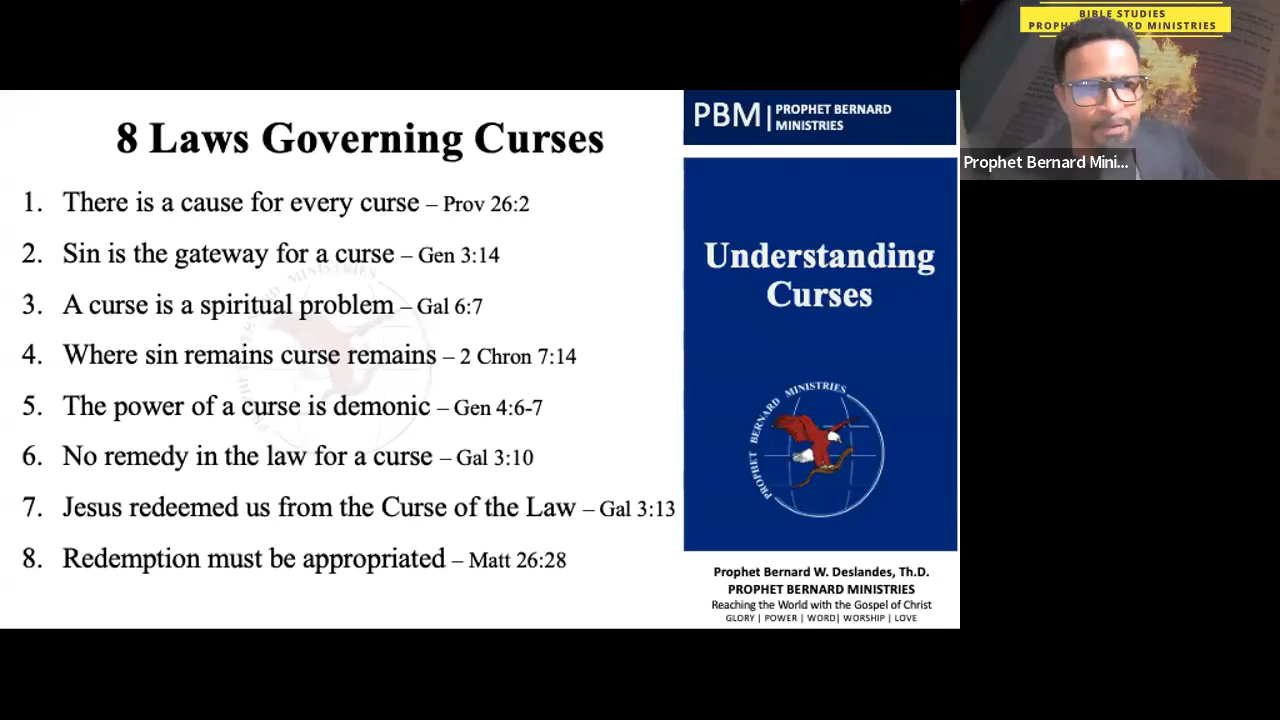 BIBLE STUDIES
MINISTRIES
Prophet Bernard Mini...
8 Laws Governing Curses
1. There is a cause for every curse – Prov 26:2
2. Sin is the gateway for a curse – Gen 3:14
3. A curse is a spiritual problem – Gal 6:7
4. Where sin remains curse remains – 2 Chron 7:14
5. The power of a curse is demonic – Gen 4:6-7
6. No remedy in the law for a curse – Gal 3:10
7. Jesus redeemed us from the Curse of the Law – Gal 3:13
8. Redemption must be appropriated – Matt 26:28
PBM | PROPHET BERNARD
MINISTRIES
Understanding
Curses
PROPHET BERNARD MINISTRIES
Prophet Bernard W. Deslandes, Th.D.
PROPHET BERNARD MINISTRIES
Reaching the World with the Gospel of Christ
GLORY | POWER | WORD| WORSHIP | LOVE